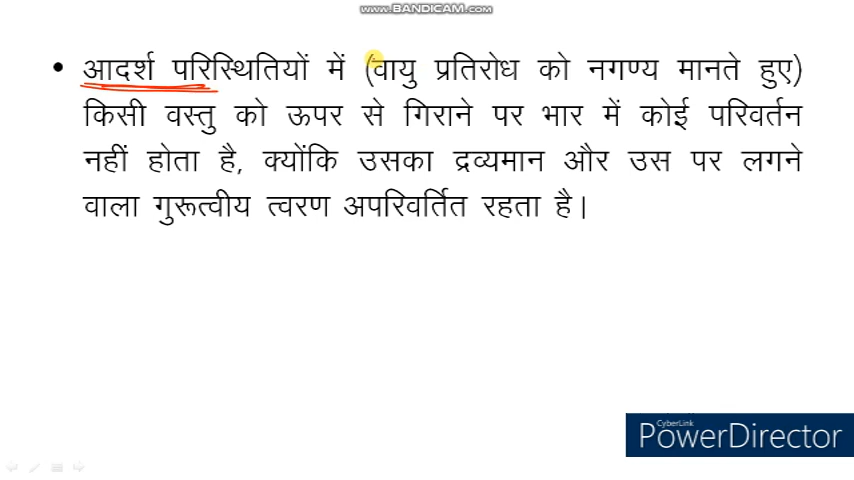 www.BANDICAM.com
• आदर्श परिस्थितियों में (वायु प्रतिरोध को नगण्य मानते हुए)
किसी वस्तु को ऊपर से गिराने पर भार में कोई परिवर्तन
नहीं होता है, क्योंकि उसका द्रव्यमान और उस पर लगने
वाला गुरूत्वीय त्वरण अपरिवर्तित रहता है।
CyberLink
PowerDirector